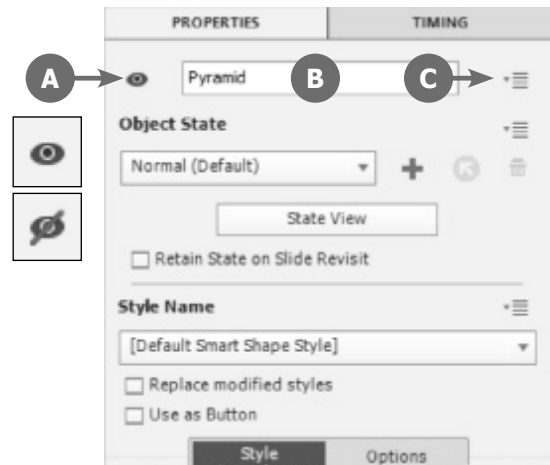 PROPERTIES TIMING
A Pyramid B C
Object State
Normal (Default)
State View
Retain State on Slide Revisit
Style Name
[Default Smart Shape Style]
Replace modified styles
Use as Button
Style Options